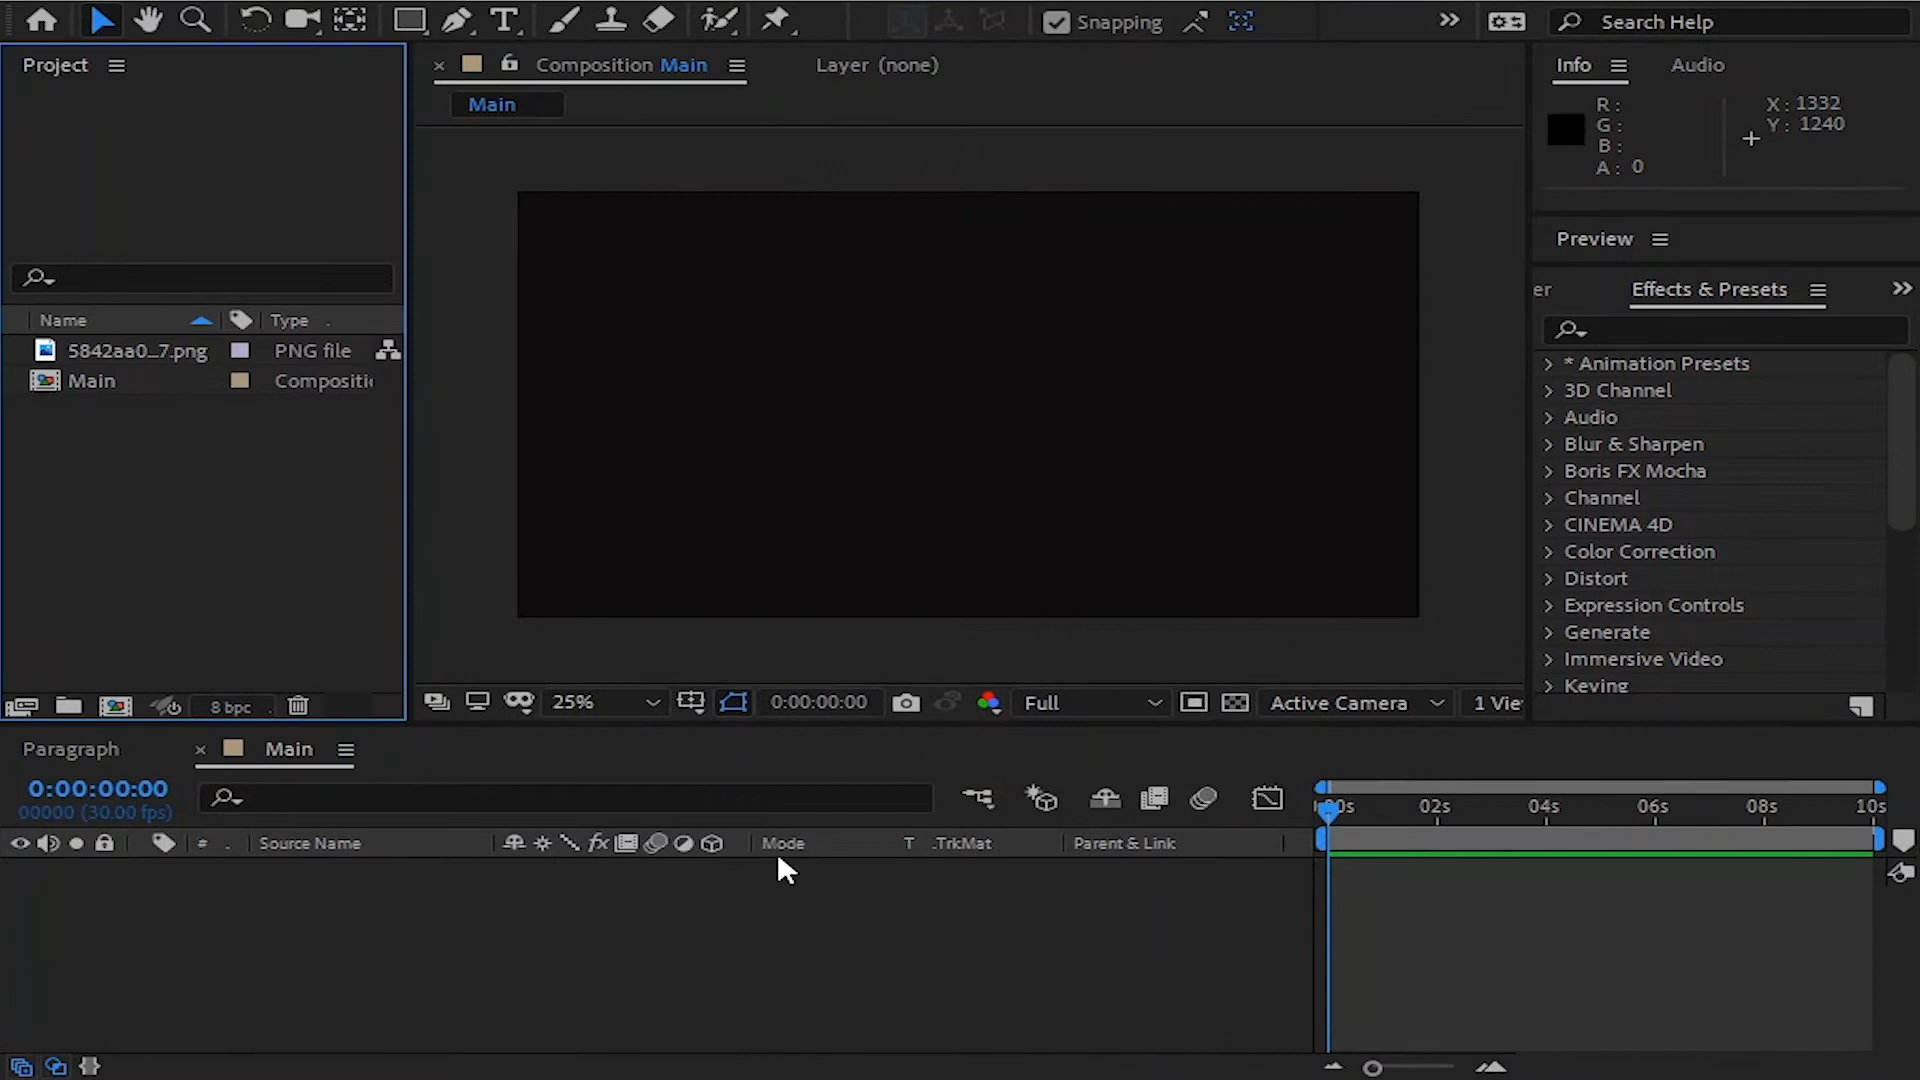 Snapping
Search Help
Project
Composition Main
Layer (none)
Info
Audio
Main
R :
G :
B :
A : 0
X : 1332
Y : 1240
Preview
er
Effects & Presets
Name
Type
5842aa0_7.png
PNG file
Main
Compositi
* Animation Presets
3D Channel
Audio
Blur & Sharpen
Boris FX Mocha
Channel
CINEMA 4D
Color Correction
Distort
Expression Controls
Generate
Immersive Video
Keying
8 bpc
25%
0:00:00:00
Full
Active Camera
1 Vie
Paragraph
Main
0:00:00:00
00000 (30.00 fps)
00s
02s
04s
06s
08s
10s
#
Source Name
fx
Mode
T
.TrkMat
Parent & Link